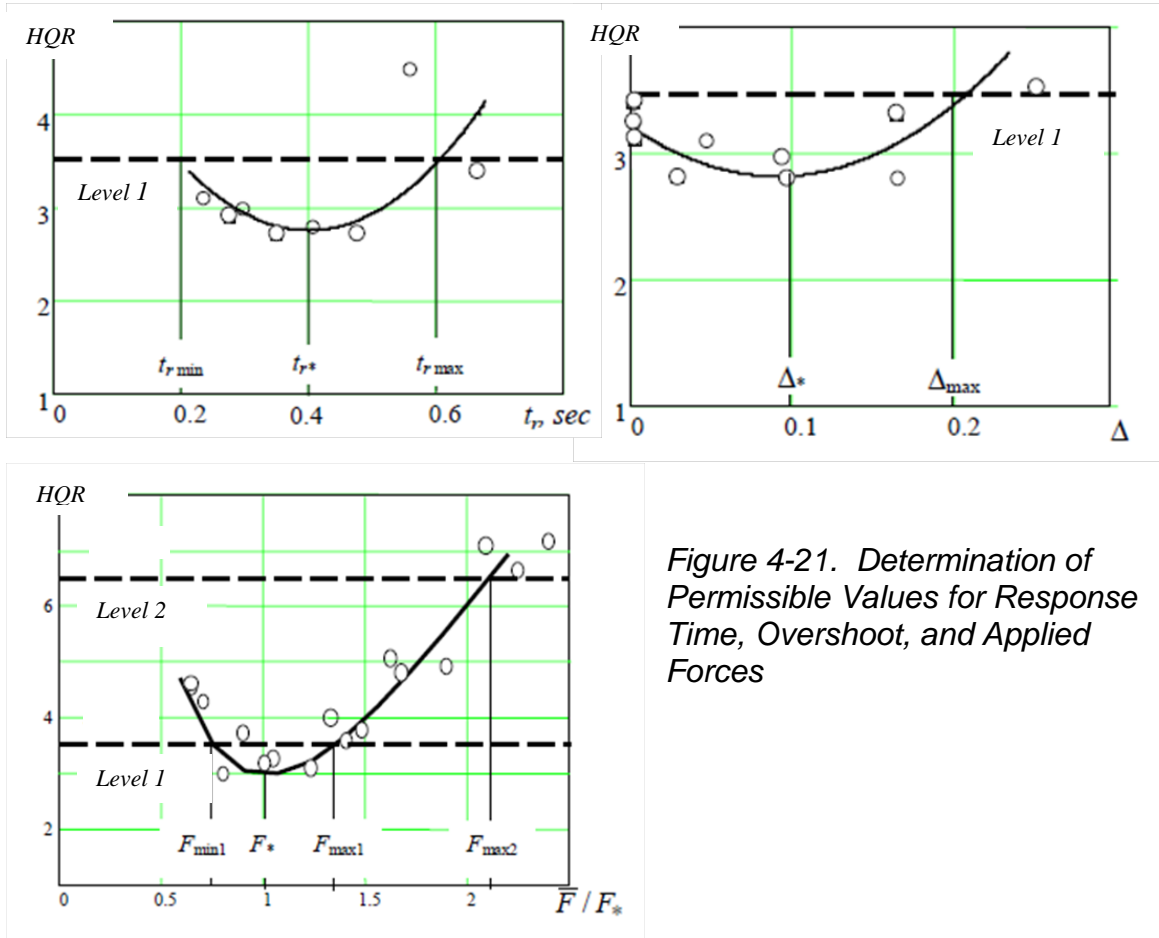 HQR
4
3
2
1
Level 1
t_r min
t_r*
t_r max
0 0.2 0.4 0.6 t_r, sec
HQR
3
2
1
Level 1
Δ*
Δmax
0 0.1 0.2 Δ
HQR
6
4
2
Level 2
Level 1
Fmin1
F*
Fmax1
Fmax2
0 0.5 1 1.5 2 F̅ / F*
Figure 4-21. Determination of
Permissible Values for Response
Time, Overshoot, and Applied
Forces